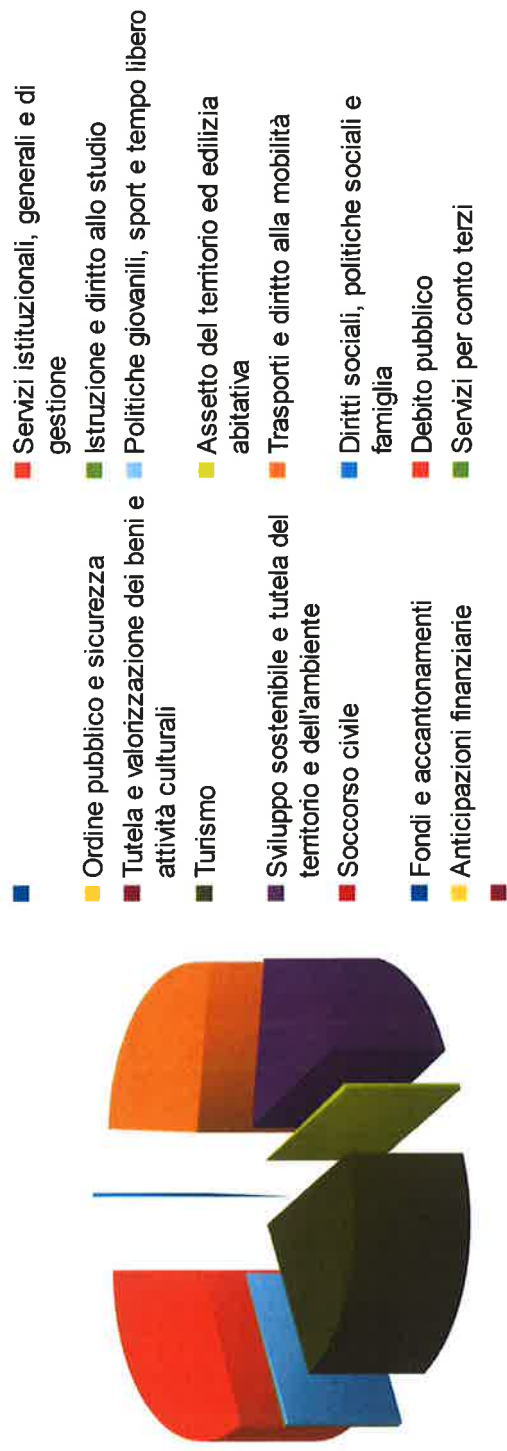 Servizi istituzionali, generali e di
gestione
Ordine pubblico e sicurezza
Istruzione e diritto allo studio
Tutela e valorizzazione dei beni e
attività culturali
Politiche giovanili, sport e tempo libero
Turismo
Assetto del territorio ed edilizia
abitativa
Sviluppo sostenibile e tutela del
territorio e dell'ambiente
Trasporti e diritto alla mobilità
Soccorso civile
Diritti sociali, politiche sociali e
famiglia
Fondi e accantonamenti
Debito pubblico
Anticipazioni finanziarie
Servizi per conto terzi